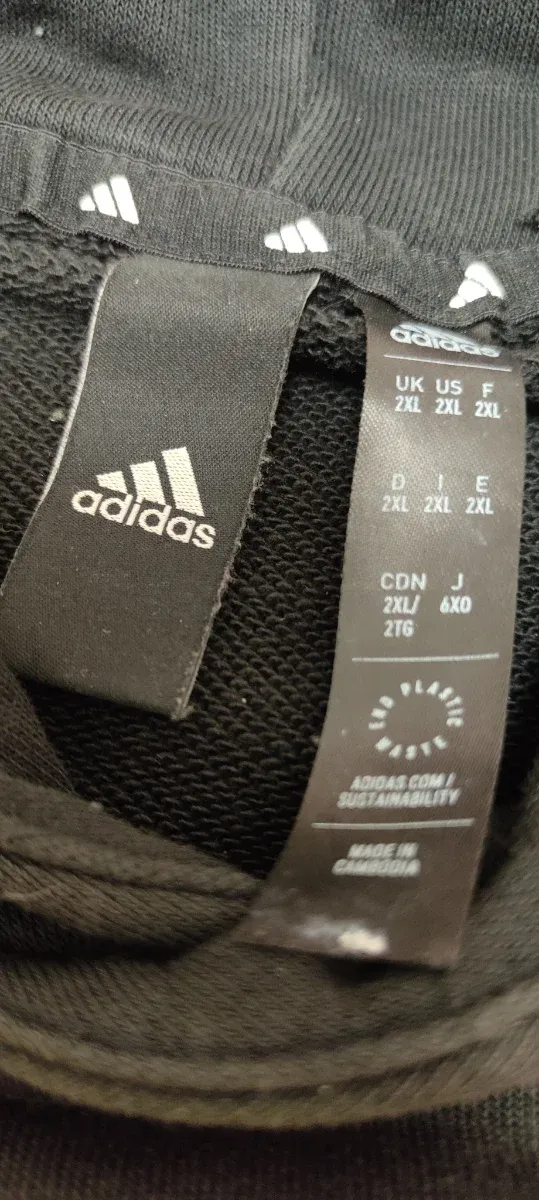 adidas
adidas
UK US F
2XL 2XL 2XL
D I E
2XL 2XL 2XL
CDN J
2XL/ 6XO
2TG
END PLASTIC WASTE
ADIDAS.COM/
SUSTAINABILITY
MADE IN
CAMBODIA